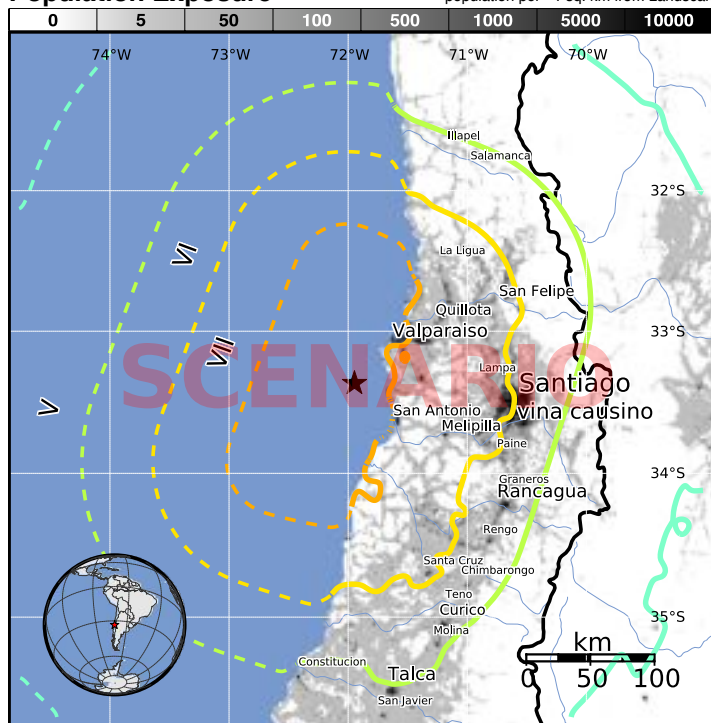 Population Exposure
population per ~1 sq. km from Landscan
0 5 50 100 500 1000 5000 10000
74°W 73°W 72°W 71°W 70°W
Illapel
Salamanca
32°S
La Ligua
VI
San Felipe
Quillota
33°S
Valparaiso
VII
SCENARIO
Lampa
Santiago
V
San Antonio
vina causino
Melipilla
Paine
34°S
Graneros
Rancagua
Rengo
Santa Cruz
Chimbarongo
Teno
Curico
35°S
Molina
km
Constitucion
Talca
0 50 100
San Javier